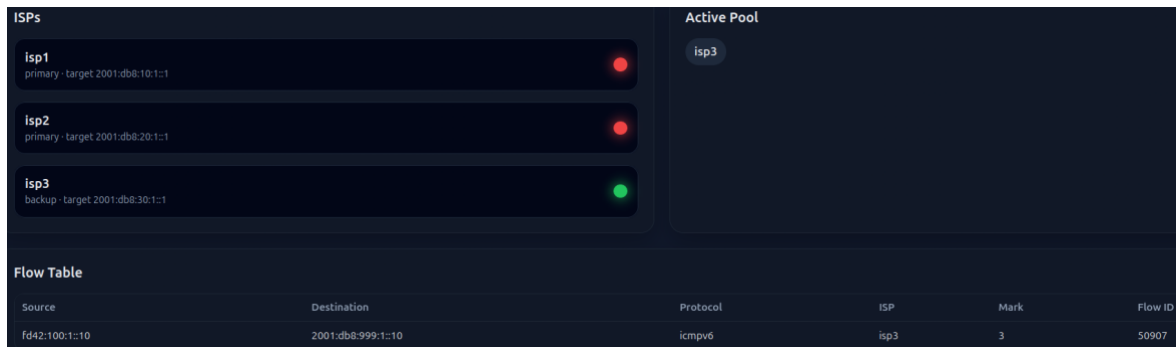 ISPs
isp1
primary · target 2001:db8:10:1::1
isp2
primary · target 2001:db8:20:1::1
isp3
backup · target 2001:db8:30:1::1
Active Pool
isp3
Flow Table
Source Destination Protocol ISP Mark Flow ID
fd42:100:1::10 2001:db8:999:1::10 icmpv6 isp3 3 50907